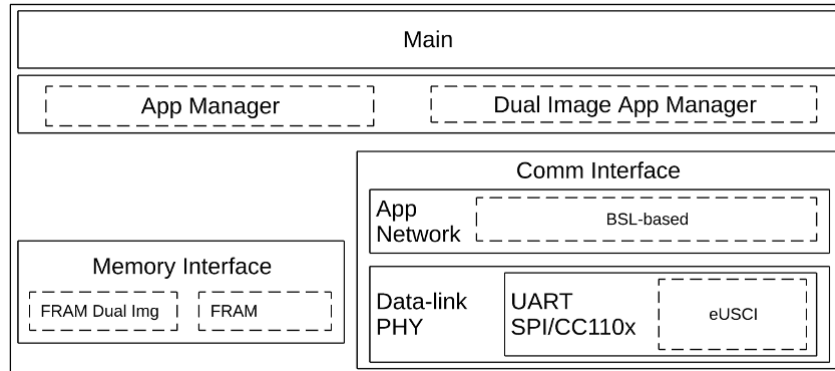 Main
App Manager
Dual Image App Manager
Comm Interface
App
Network
BSL-based
Memory Interface
FRAM Dual Img
FRAM
Data-link
PHY
UART
SPI/CC110x
eUSCI